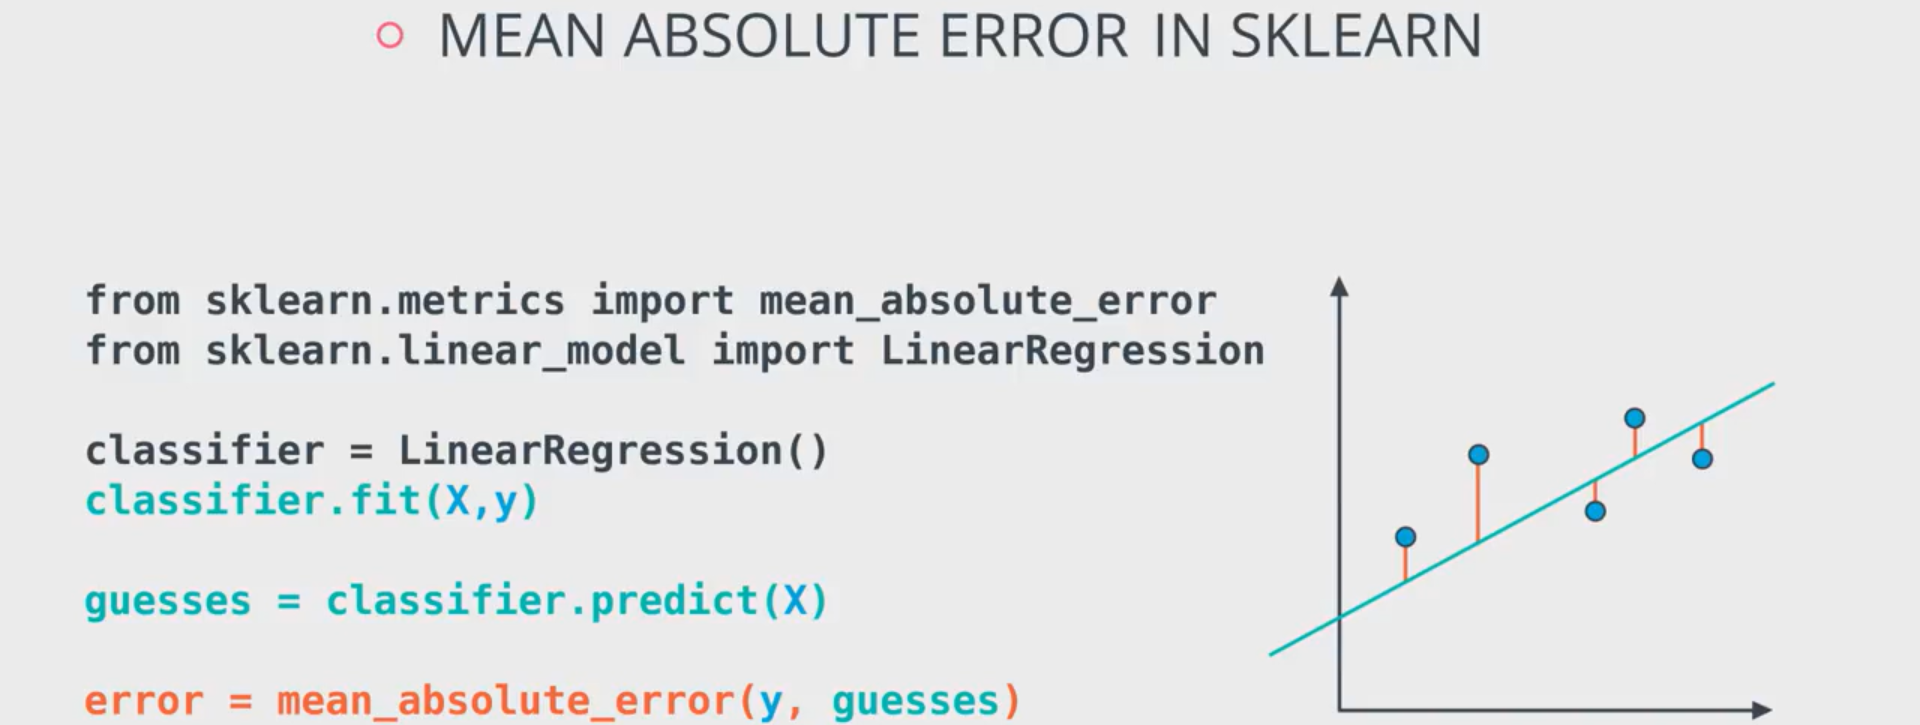 MEAN ABSOLUTE ERROR IN SKLEARN
from sklearn.metrics import mean_absolute_error
from sklearn.linear_model import LinearRegression
classifier = LinearRegression()
classifier.fit(X,y)
guesses = classifier.predict(X)
error = mean_absolute_error(y, guesses)